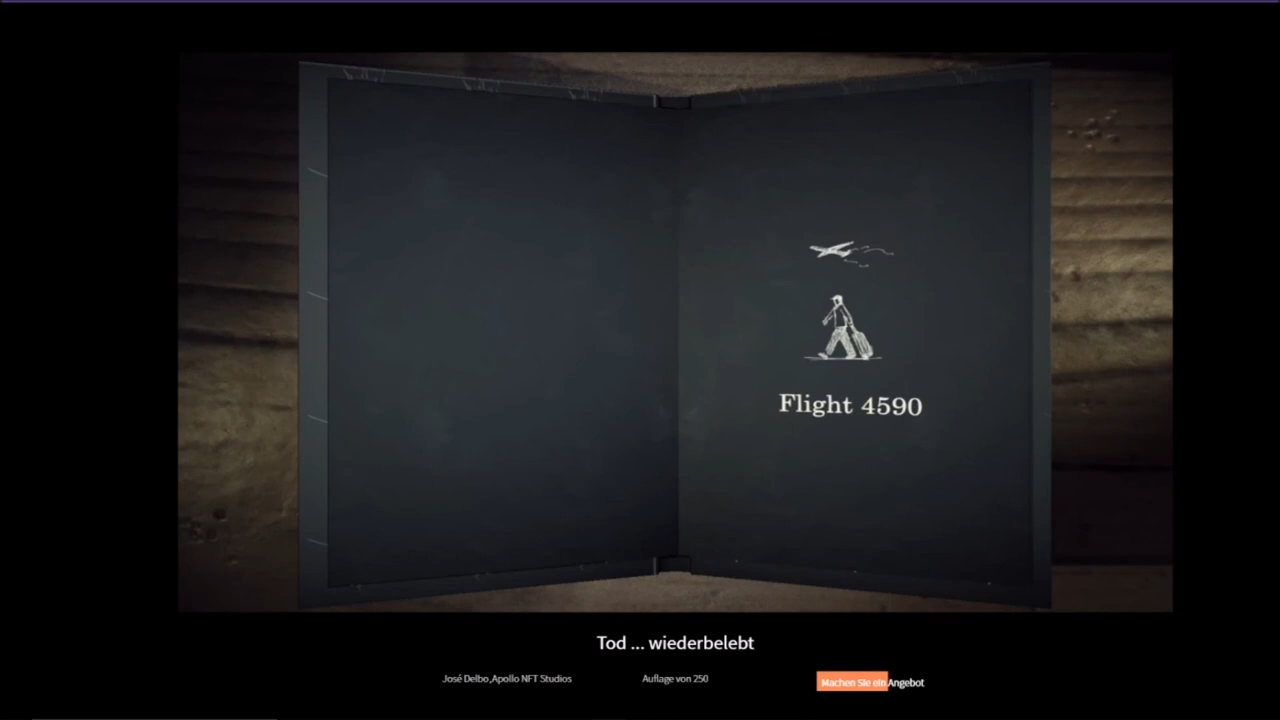 Flight 4590
Tod ... wiederbelebt
José Delbo,Apollo NFT Studios
Auflage von 250
Machen Sie ein Angebot